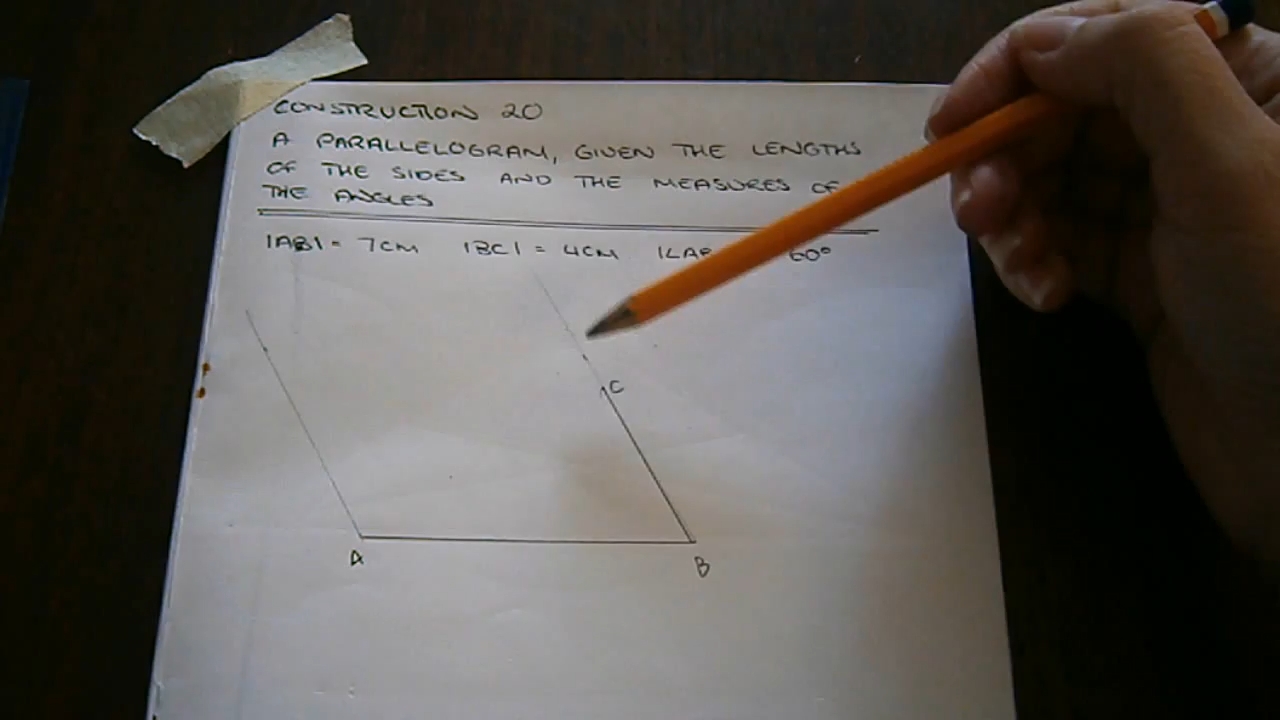 CONSTRUCTION 20
A PARALLELOGRAM, GIVEN THE LENGTHS
OF THE SIDES AND THE MEASURES OF
THE ANGLES
|AB| = 7CM |BC| = 4CM 60°
C
A
B